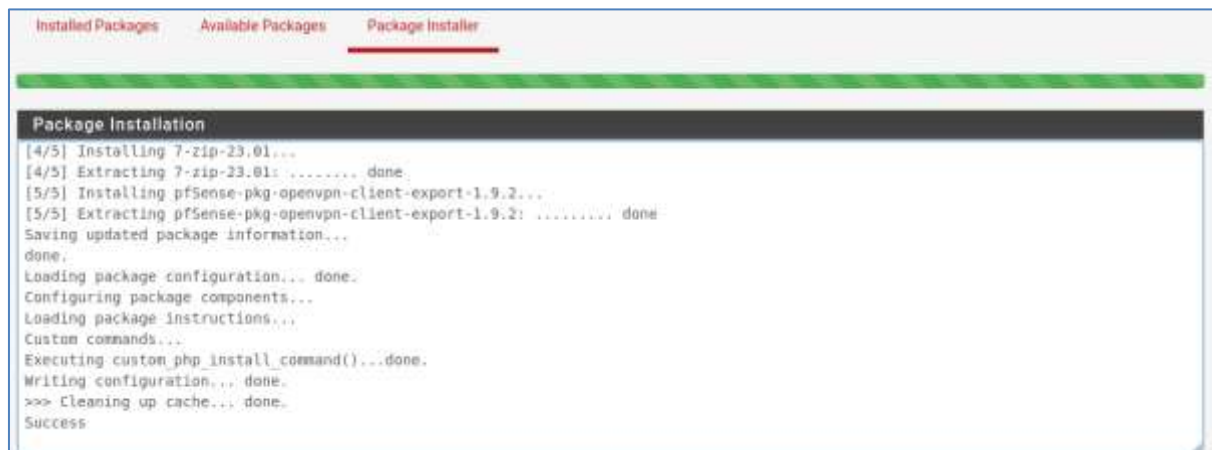 Installed Packages Available Packages Package Installer
Package Installation
[4/5] Installing 7-zip-23.01...
[4/5] Extracting 7-zip-23.01: ........ done
[5/5] Installing pfSense-pkg-openvpn-client-export-1.9.2...
[5/5] Extracting pfSense-pkg-openvpn-client-export-1.9.2: ......... done
Saving updated package information...
done.
Loading package configuration... done.
Configuring package components...
Loading package instructions...
Custom commands...
Executing custom_php_install_command()...done.
Writing configuration... done.
>>> Cleaning up cache... done.
Success